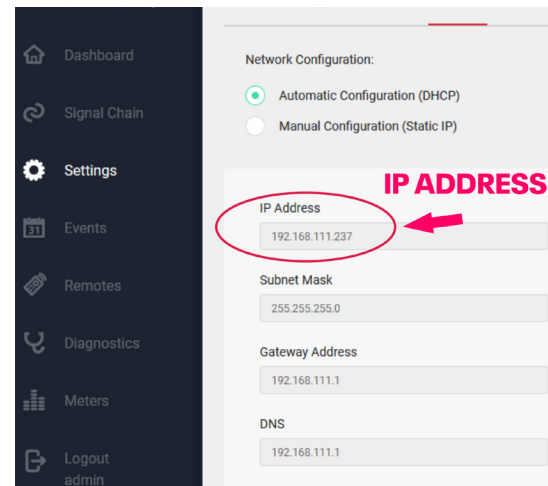 Dashboard
Signal Chain
Settings
31
Events
Remotes
Diagnostics
Meters
Logout
admin
Network Configuration:
Automatic Configuration (DHCP)
Manual Configuration (Static IP)
IP ADDRESS
IP Address
192.168.111.237
Subnet Mask
255.255.255.0
Gateway Address
192.168.111.1
DNS
192.168.111.1